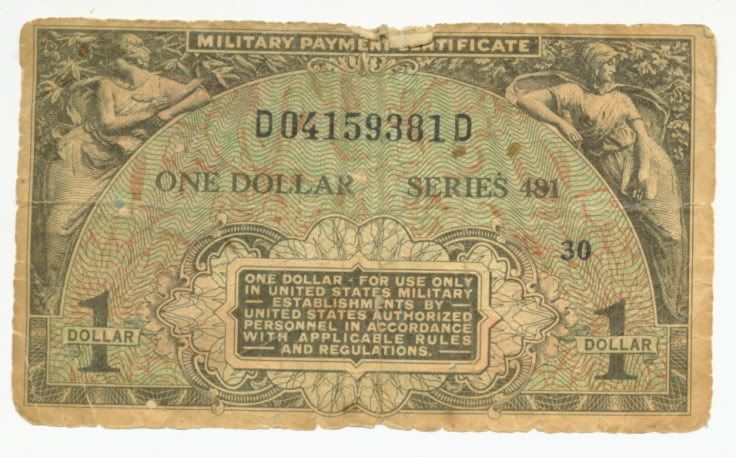 MILITARY PAYMENT CERTIFICATE
D04159381D
ONE DOLLAR SERIES 481
30
ONE DOLLAR - FOR USE ONLY
IN UNITED STATES MILITARY
— ESTABLISHMENTS BY —
UNITED STATES AUTHORIZED
PERSONNEL IN ACCORDANCE
WITH APPLICABLE RULES
— AND REGULATIONS. —
1 DOLLAR
1 DOLLAR